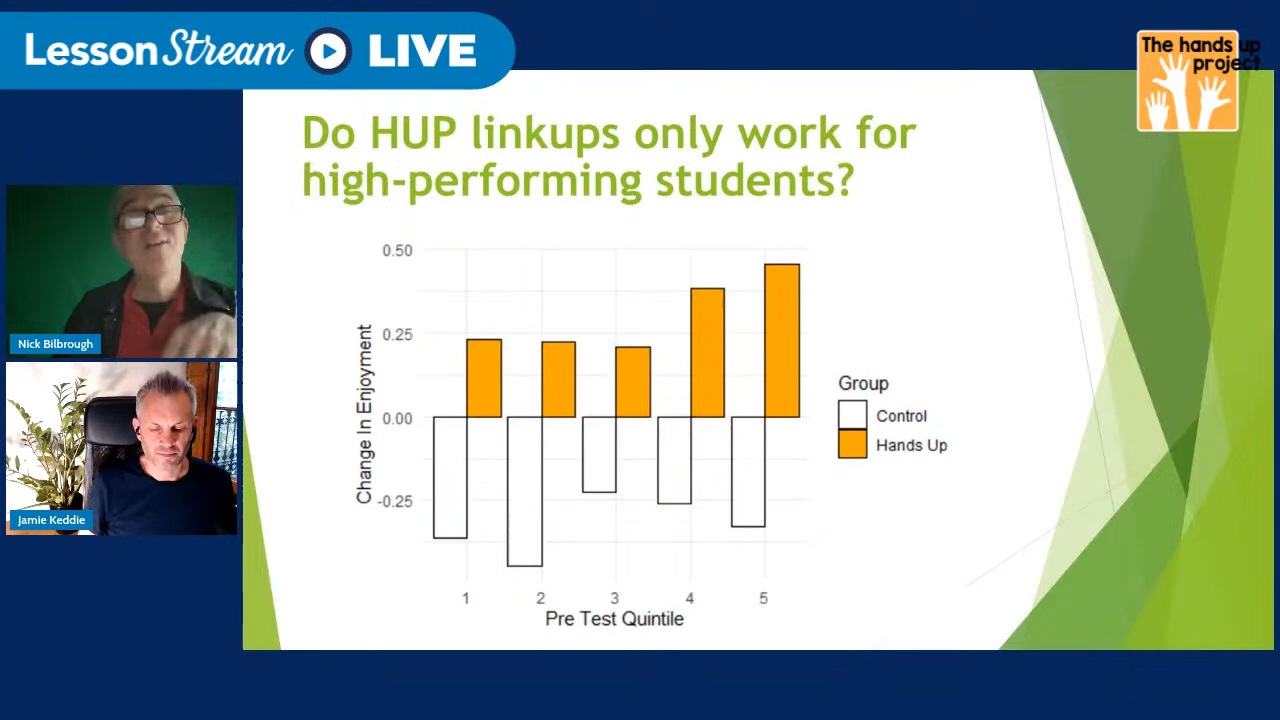 LessonStream LIVE
The hands up
project
Do HUP linkups only work for
high-performing students?
Nick Bilbrough
Jamie Keddie
Change In Enjoyment
0.50
0.25
0.00
-0.25
1 2 3 4 5
Pre Test Quintile
Group
Control
Hands Up